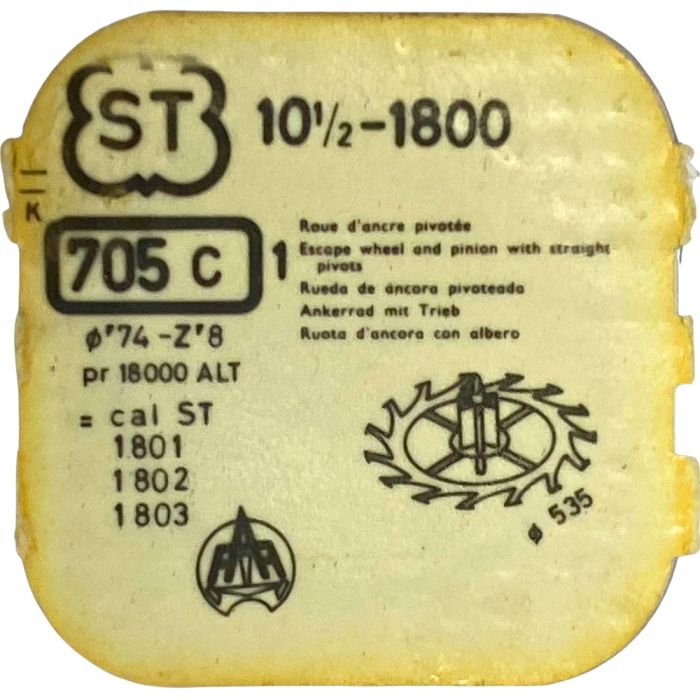 ST 10½-1800
K
705 C 1
Roue d'ancre pivotée
Escape wheel and pinion with straight
pivots
Rueda de áncora pivoteada
Ankerrad mit Trieb
Ruota d'ancora con albero
ø'74-Z'8
pr 18000 ALT
= cal ST
1801
1802
1803
ø 535